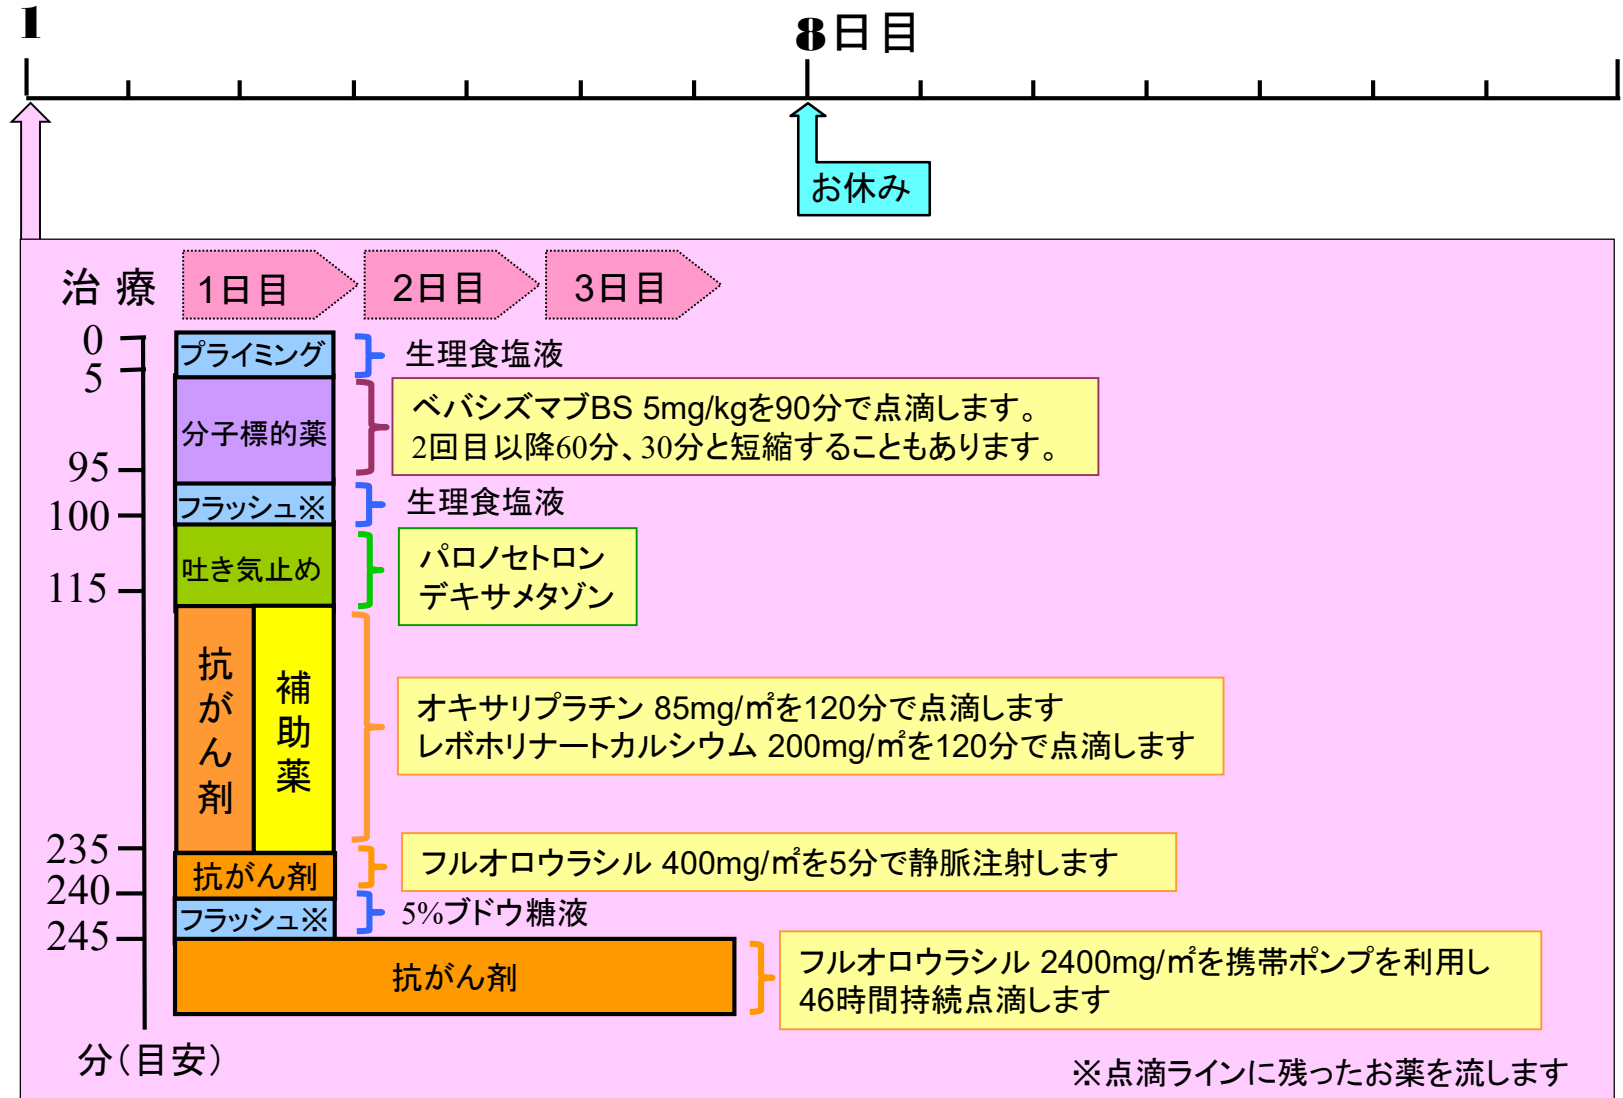 1
8日目
お休み
治 療
1日目
2日目
3日目
0
プライミング
生理食塩液
5
分子標的薬
ベバシズマブBS 5mg/kgを90分で点滴します。
2回目以降60分、30分と短縮することもあります。
95
フラッシュ※
生理食塩液
100
吐き気止め
パロノセトロン
デキサメタゾン
115
抗がん剤
補助薬
オキサリプラチン 85mg/㎡を120分で点滴します
レボホリナートカルシウム 200mg/㎡を120分で点滴します
235
抗がん剤
フルオロウラシル 400mg/㎡を5分で静脈注射します
240
フラッシュ※
5%ブドウ糖液
245
抗がん剤
フルオロウラシル 2400mg/㎡を携帯ポンプを利用し
46時間持続点滴します
分(目安)
※点滴ラインに残ったお薬を流します